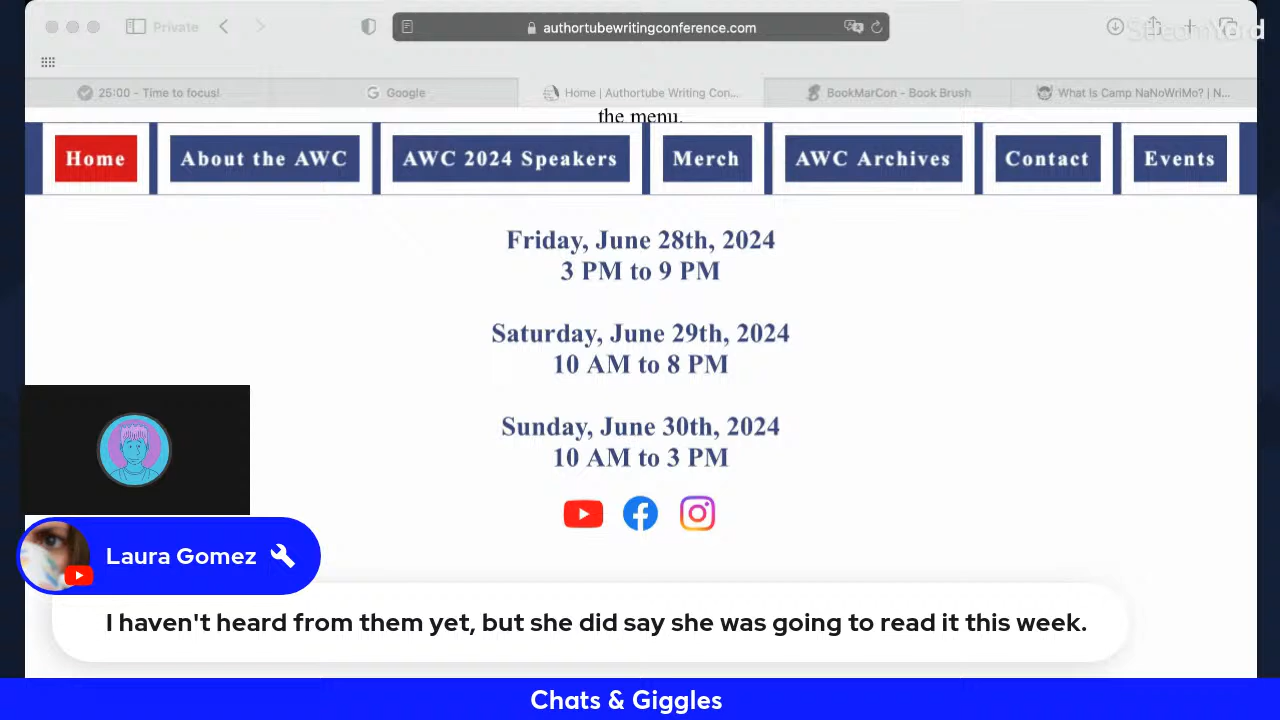 Private
authortubewritingconference.com
StreamYard
25:00 - Time to focus!
Google
Home | Authortube Writing Con...
BookMarCon - Book Brush
What Is Camp NaNoWriMo? | N...
the menu.
Home
About the AWC
AWC 2024 Speakers
Merch
AWC Archives
Contact
Events
Friday, June 28th, 2024
3 PM to 9 PM
Saturday, June 29th, 2024
10 AM to 8 PM
Sunday, June 30th, 2024
10 AM to 3 PM
Laura Gomez
I haven't heard from them yet, but she did say she was going to read it this week.
Chats & Giggles